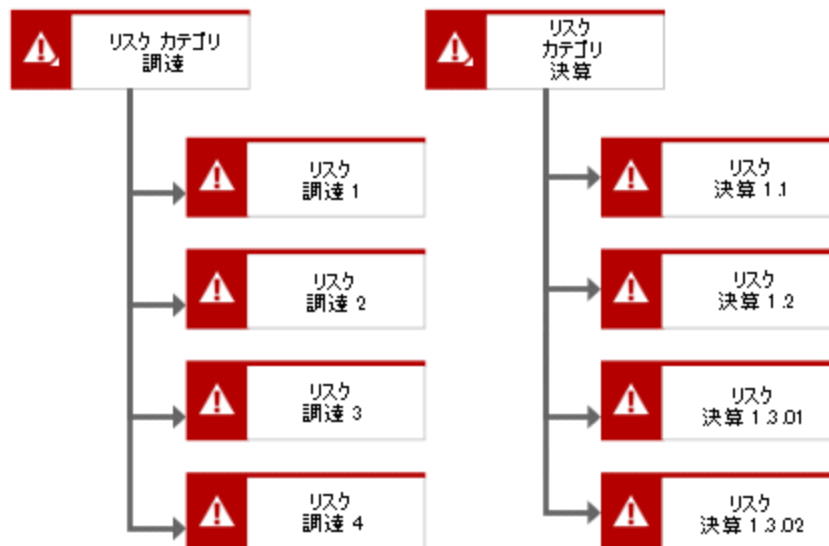 リスク カテゴリ
調達
リスク
調達 1
リスク
調達 2
リスク
調達 3
リスク
調達 4
リスク
カテゴリ
決算
リスク
決算 1.1
リスク
決算 1.2
リスク
決算 1.3.01
リスク
決算 1.3.02